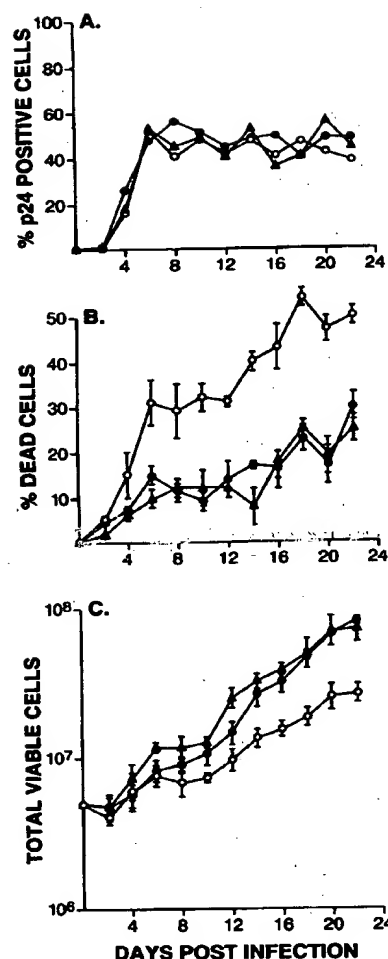 A.
% p24 POSITIVE CELLS
100
80
60
40
20
4 8 12 16 20 24
B.
% DEAD CELLS
50
40
30
20
10
4 8 12 16 20 24
C.
TOTAL VIABLE CELLS
10⁸
10⁷
10⁶
4 8 12 16 20 24
DAYS POST INFECTION